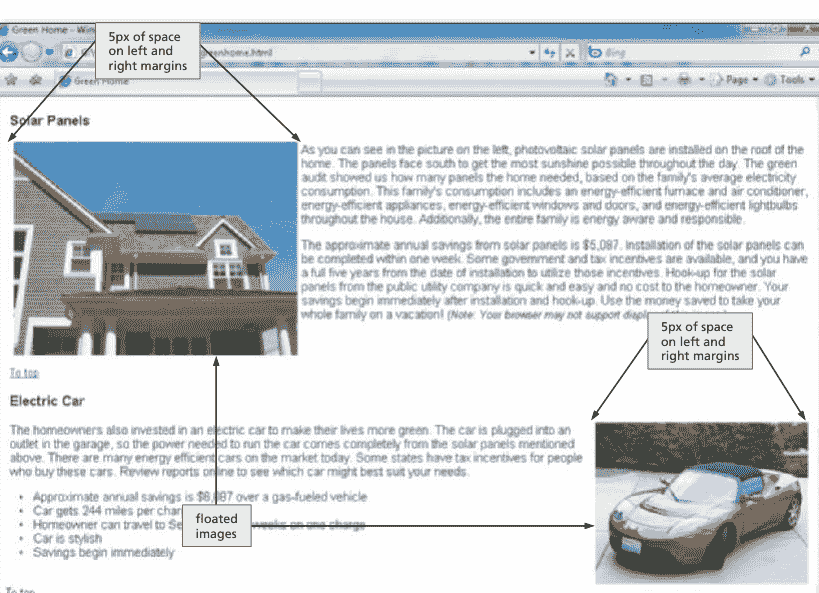 Green Home - Win
5px of space
on left and
right margins
greenhome.html
Bing
Green Home
Page
Tools
Solar Panels
As you can see in the picture on the left, photovoltaic solar panels are installed on the roof of the
home. The panels face south to get the most sunshine possible throughout the day. The green
audit showed us how many panels the home needed, based on the family's average electricity
consumption. This family's consumption includes an energy-efficient furnace and air conditioner,
energy-efficient appliances, energy-efficient windows and doors, and energy-efficient lightbulbs
throughout the house. Additionally, the entire family is energy aware and responsible.
The approximate annual savings from solar panels is $5,087. Installation of the solar panels can
be completed within one week. Some government and tax incentives are available, and you have
a full five years from the date of installation to utilize those incentives. Hook-up for the solar
panels from the public utility company is quick and easy and no cost to the homeowner. Your
savings begin immediately after installation and hook-up. Use the money saved to take your
whole family on a vacation! (Note: Your browser may not support
5px of space
on left and
right margins
To top
Electric Car
The homeowners also invested in an electric car to make their lives more green. The car is plugged into an
outlet in the garage, so the power needed to run the car comes completely from the solar panels mentioned
above. There are many energy efficient cars on the market today. Some states have tax incentives for people
who buy these cars. Review reports online to see which car might best suit your needs.
• Approximate annual savings is $6,087 over a gas-fueled vehicle
• Car gets 244 miles per
• Homeowner can travel to weeks on one charge
• Car is stylish
• Savings begin immediately
floated
images
To top